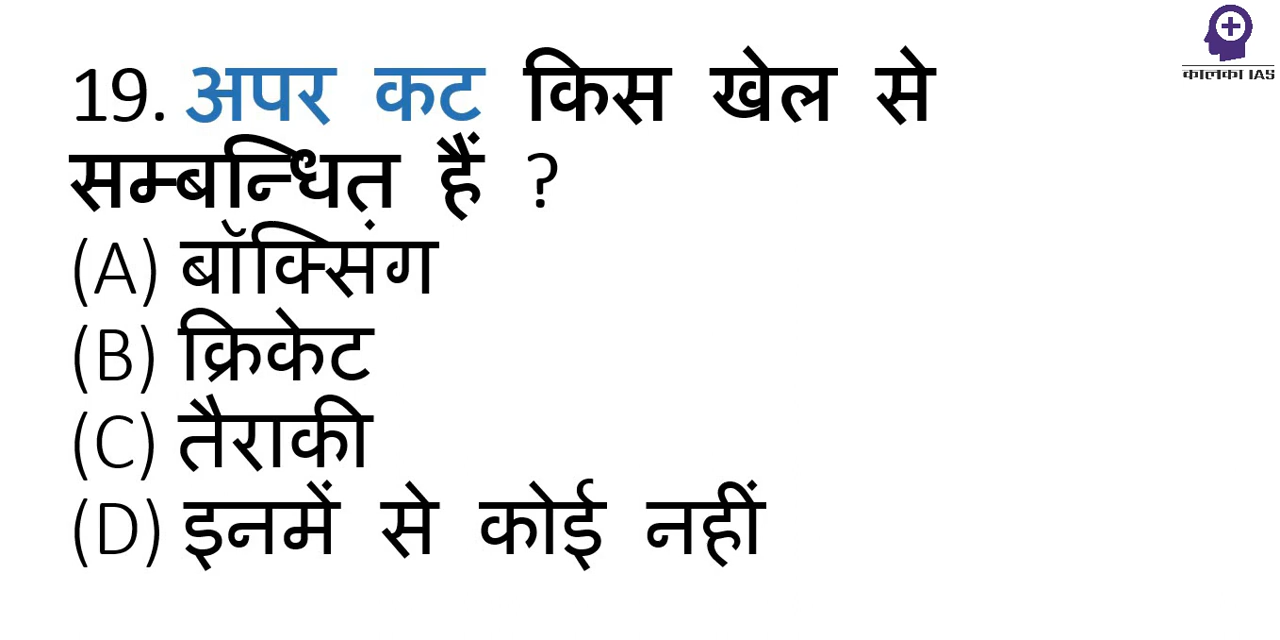 19. अपर कट किस खेल से
सम्बन्धित हैं ?
(A) बॉक्सिंग
(B) क्रिकेट
(C) तैराकी
(D) इनमें से कोई नहीं
कालका IAS